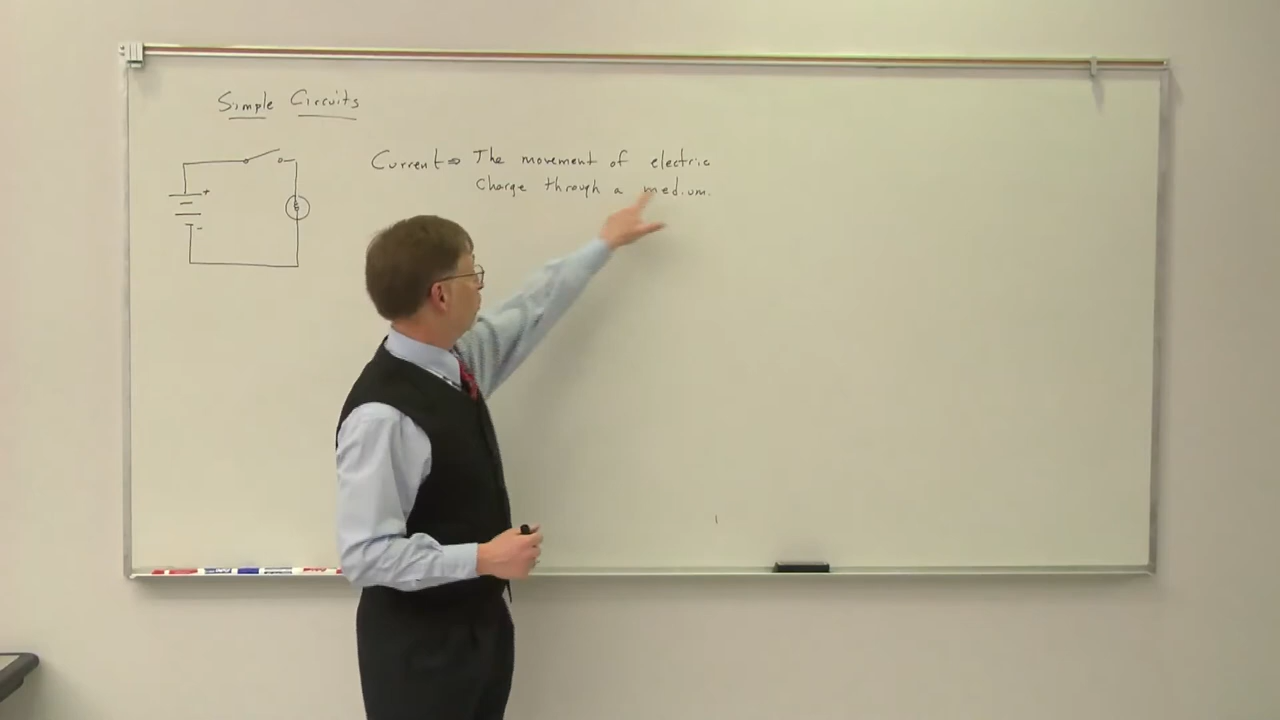 Simple Circuits
Current ⇒ The movement of electric
Charge through a medium.
+
-